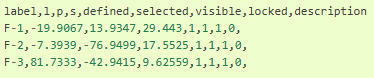 label,l,p,s,defined,selected,visible,locked,description
F-1,-19.9067,13.9347,29.443,1,1,1,0,
F-2,-7.3939,-76.9499,17.5525,1,1,1,0,
F-3,81.7333,-42.9415,9.62559,1,1,1,0,